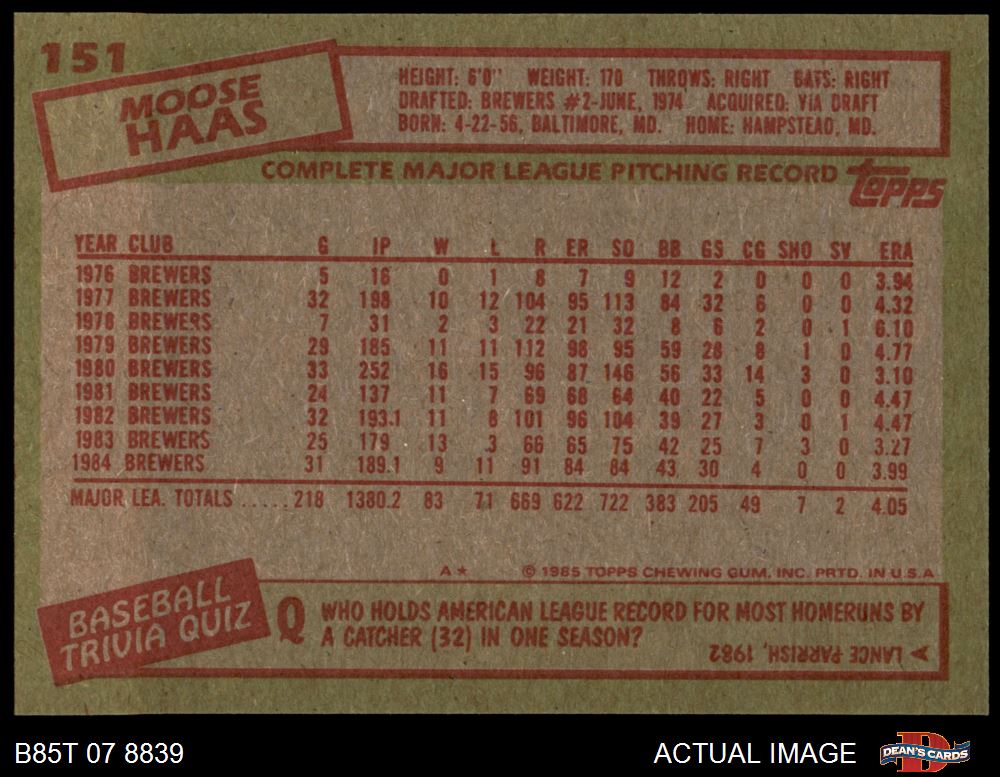 151
MOOSE
HAAS
HEIGHT: 6'0" WEIGHT: 170 THROWS: RIGHT BATS: RIGHT
DRAFTED: BREWERS #2-JUNE, 1974 ACQUIRED: VIA DRAFT
BORN: 4-22-56, BALTIMORE, MD. HOME: HAMPSTEAD, MD.
COMPLETE MAJOR LEAGUE PITCHING RECORD topps
YEAR CLUB G IP W L R ER SO BB GS CG SHO SV ERA
1976 BREWERS 5 16 0 1 8 7 9 12 2 0 0 0 3.94
1977 BREWERS 32 198 10 12 104 95 113 84 32 6 0 0 4.32
1978 BREWERS 7 31 2 3 22 21 32 8 6 2 0 1 6.10
1979 BREWERS 29 185 11 11 112 98 95 59 28 8 1 0 4.77
1980 BREWERS 33 252 16 15 96 87 146 56 33 14 3 0 3.10
1981 BREWERS 24 137 11 7 69 68 64 40 22 5 0 0 4.47
1982 BREWERS 32 193.1 11 8 101 96 104 39 27 3 0 1 4.47
1983 BREWERS 25 179 13 3 66 65 75 42 25 7 3 0 3.27
1984 BREWERS 31 189.1 9 11 91 84 84 43 30 4 0 0 3.99
MAJOR LEA. TOTALS .....218 1380.2 83 71 669 622 722 383 205 49 7 2 4.05
A* © 1985 TOPPS CHEWING GUM, INC. PRTD. IN U.S.A
BASEBALL
TRIVIA QUIZ
Q WHO HOLDS AMERICAN LEAGUE RECORD FOR MOST HOMERUNS BY
A CATCHER (32) IN ONE SEASON?
LANCE PARRISH, 1982
B85T 07 8839 ACTUAL IMAGE DEAN'S CARDS